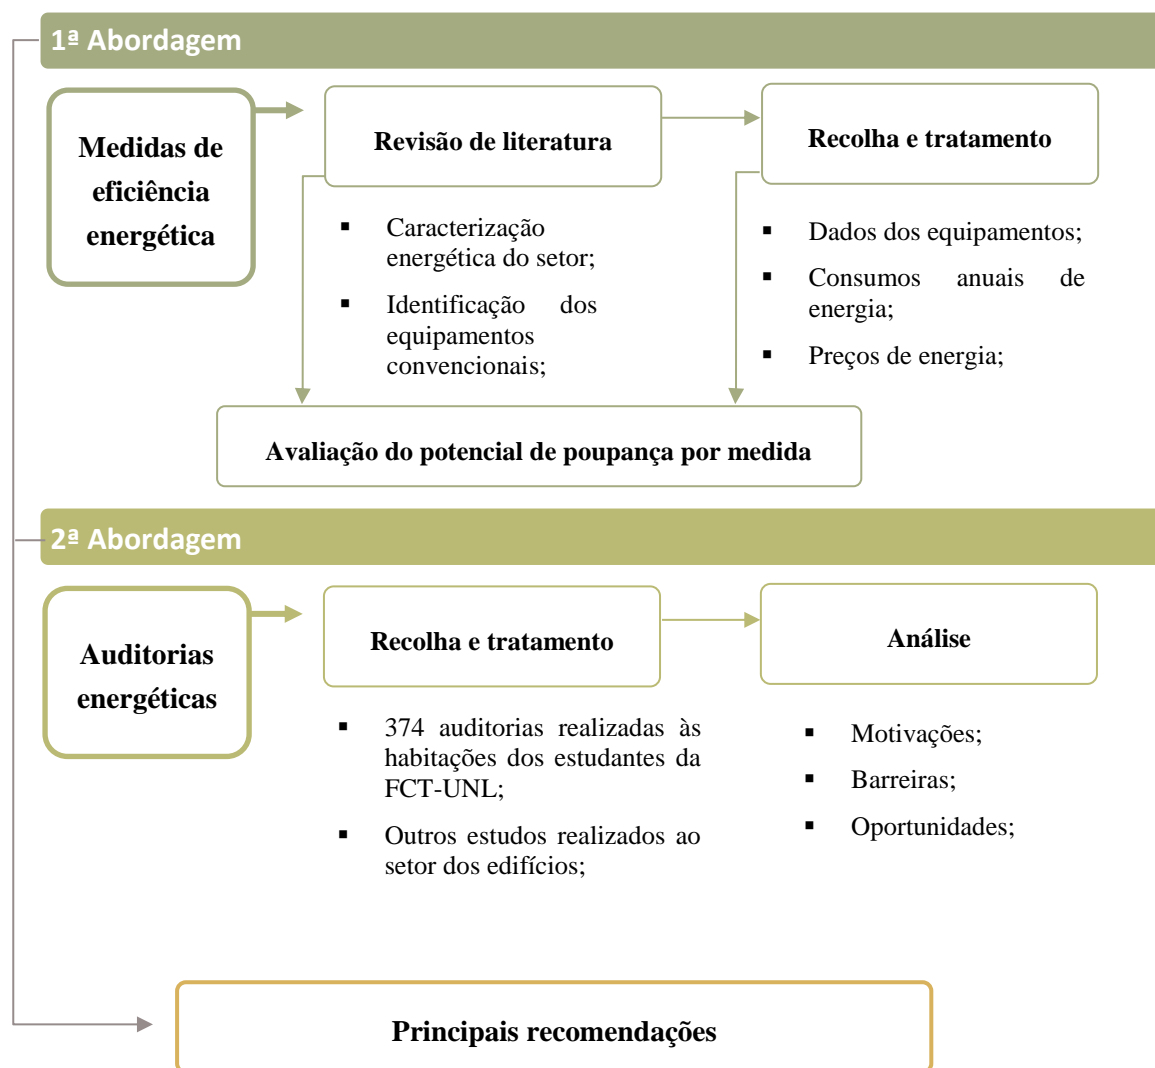 1ª Abordagem
Medidas de
eficiência
energética
Revisão de literatura
▪ Caracterização
energética do setor;
▪ Identificação dos
equipamentos
convencionais;
Recolha e tratamento
▪ Dados dos equipamentos;
▪ Consumos anuais de
energia;
▪ Preços de energia;
Avaliação do potencial de poupança por medida
2ª Abordagem
Auditorias
energéticas
Recolha e tratamento
▪ 374 auditorias realizadas às
habitações dos estudantes da
FCT-UNL;
▪ Outros estudos realizados ao
setor dos edifícios;
Análise
▪ Motivações;
▪ Barreiras;
▪ Oportunidades;
Principais recomendações